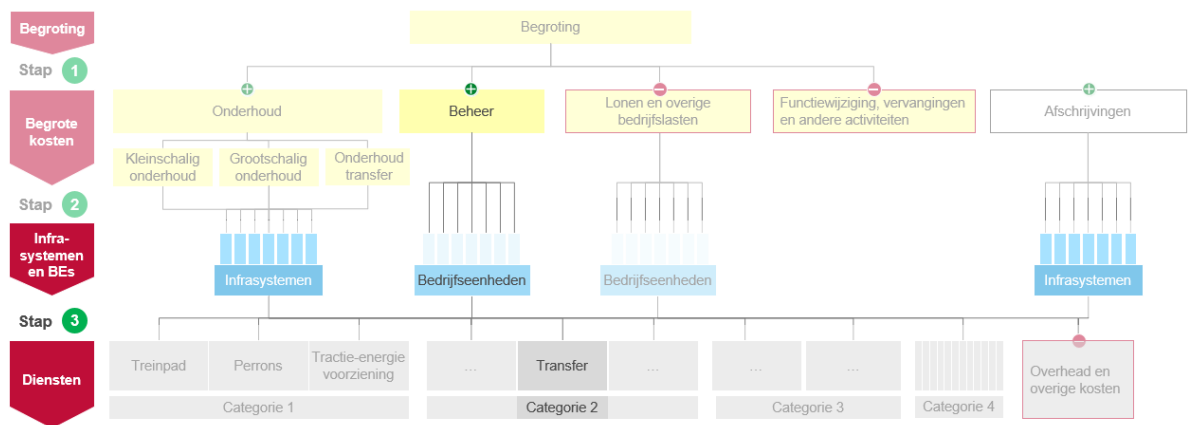 Begroting
Begroting
Stap 1
Begrote
kosten
Onderhoud
Beheer
Lonen en overige
bedrijfslasten
Functiewijziging, vervangingen
en andere activiteiten
Afschrijvingen
Kleinschalig
onderhoud
Grootschalig
onderhoud
Onderhoud
transfer
Stap 2
Infra-
systemen
en BEs
Infrasystemen
Bedrijfseenheden
Bedrijfseenheden
Infrasystemen
Stap 3
Diensten
Treinpad
Perrons
Tractie-energie
voorziening
...
Transfer
...
...
...
Overhead en
overige kosten
Categorie 1
Categorie 2
Categorie 3
Categorie 4